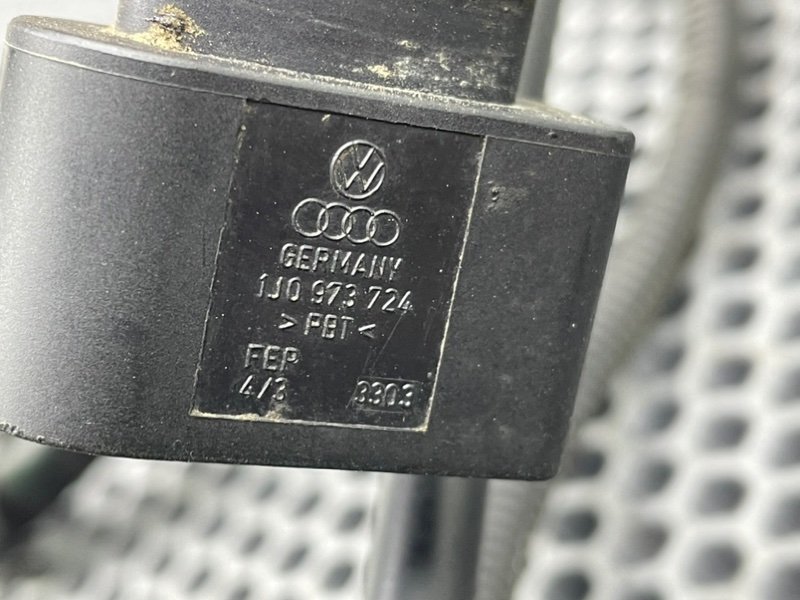 GERMANY
1J0 973 724
> PBT <
FEP
4/3 3303